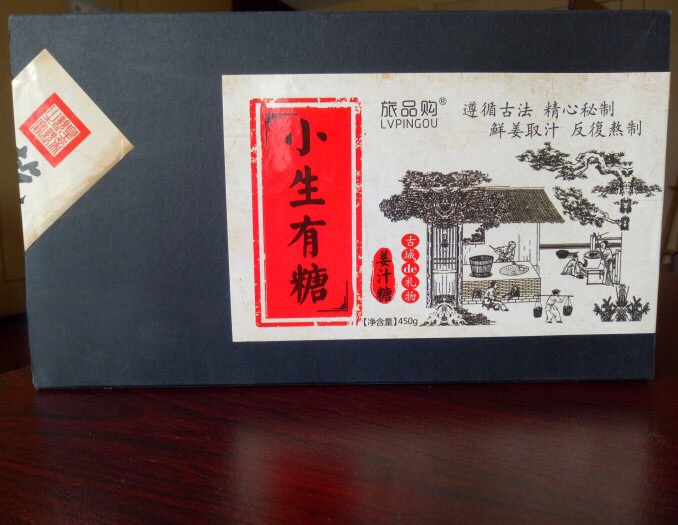 旅品购®
LVPINGOU
遵循古法 精心秘制
鮮姜取汁 反復熬制
小生有糖
姜汁糖
古城de礼物
【净含量】450g